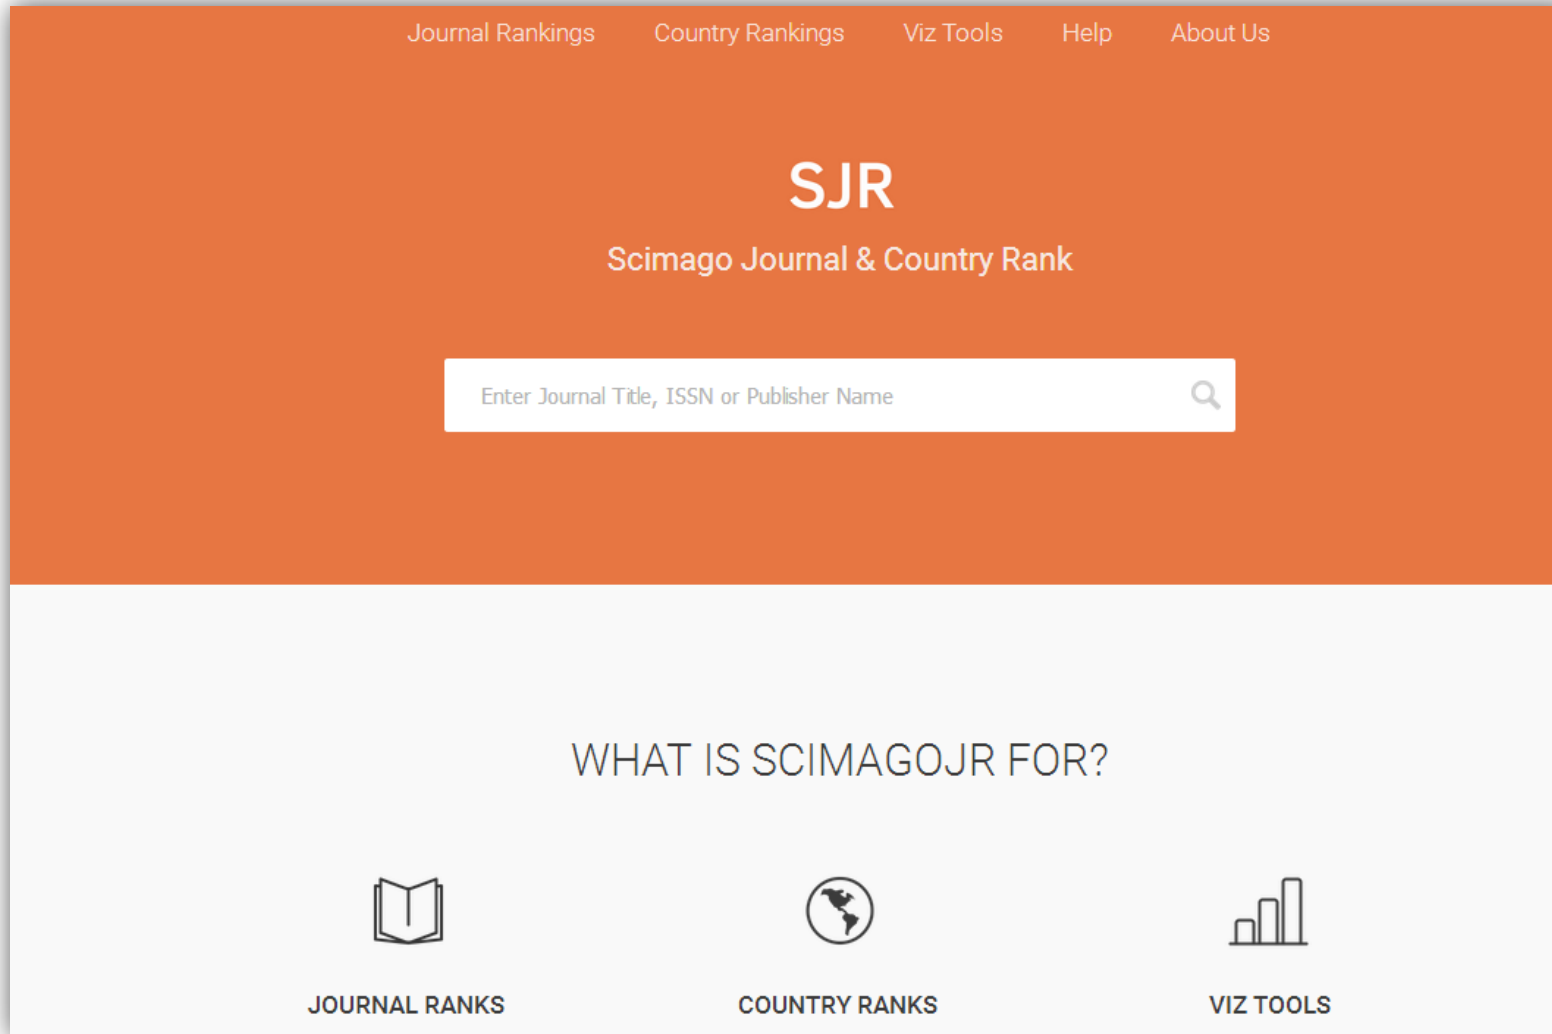 Journal Rankings Country Rankings Viz Tools Help About Us
SJR
Scimago Journal & Country Rank
Enter Journal Title, ISSN or Publisher Name
WHAT IS SCIMAGOJR FOR?
JOURNAL RANKS COUNTRY RANKS VIZ TOOLS